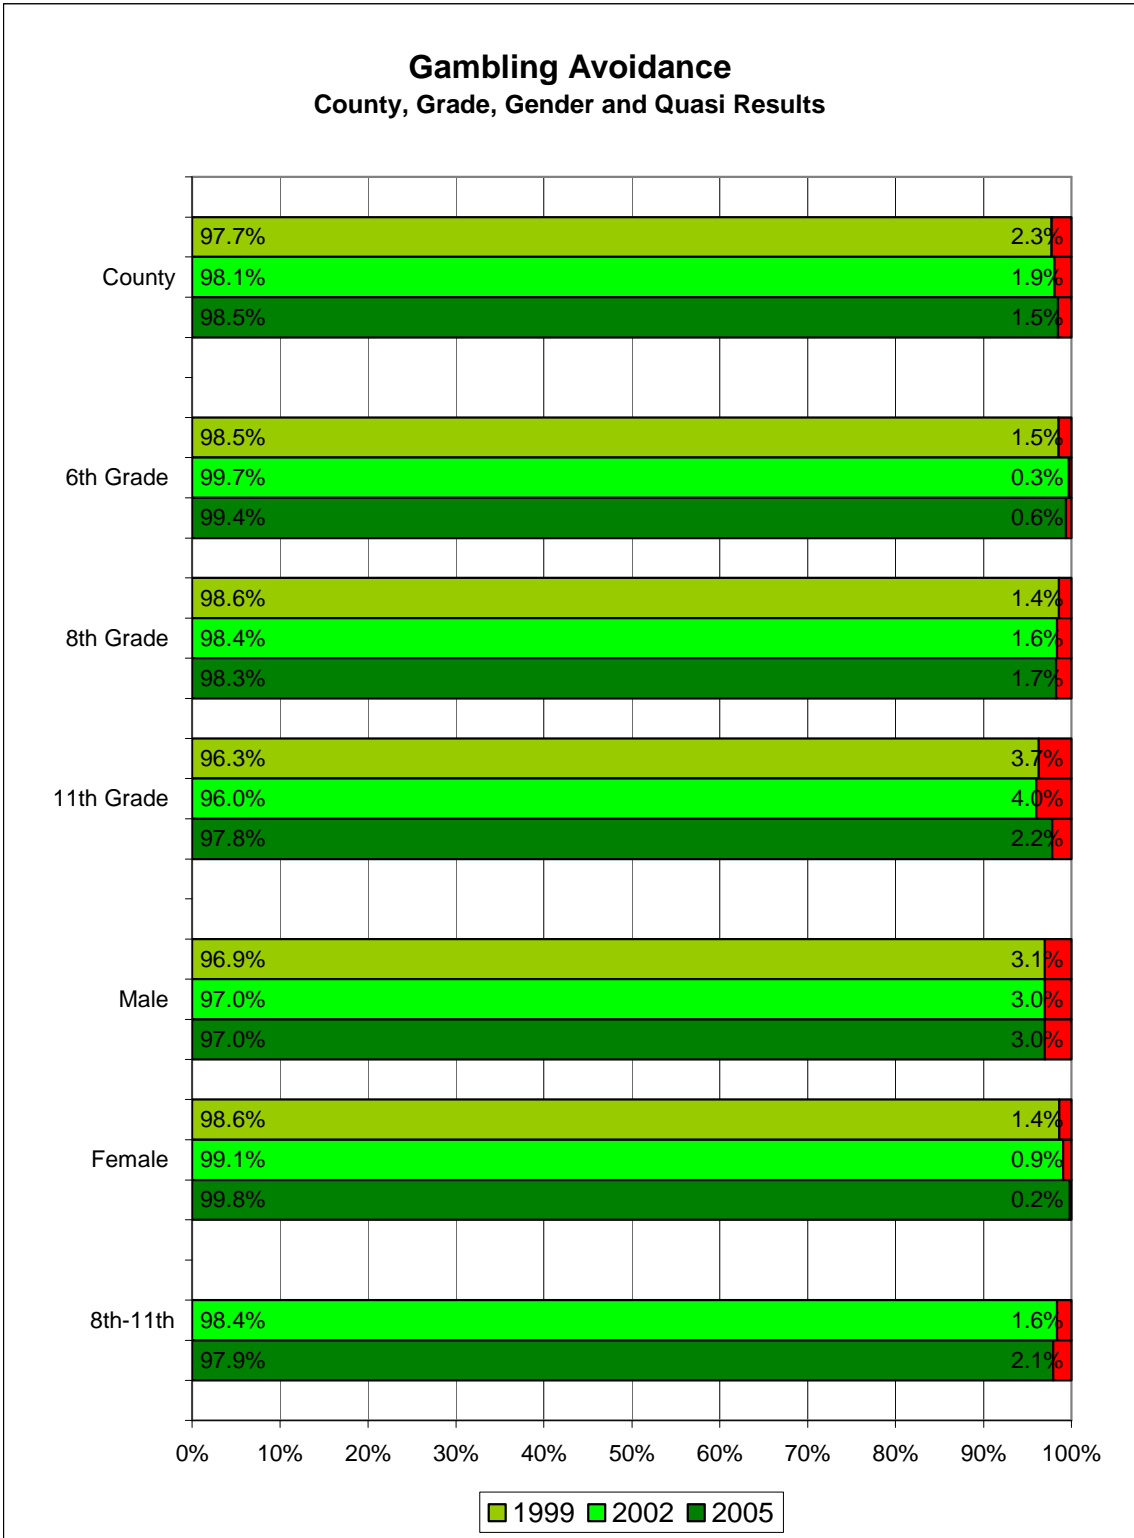 Gambling Avoidance
County, Grade, Gender and Quasi Results
97.7% 2.3%
County 98.1% 1.9%
98.5% 1.5%
98.5% 1.5%
6th Grade 99.7% 0.3%
99.4% 0.6%
98.6% 1.4%
8th Grade 98.4% 1.6%
98.3% 1.7%
96.3% 3.7%
11th Grade 96.0% 4.0%
97.8% 2.2%
96.9% 3.1%
Male 97.0% 3.0%
97.0% 3.0%
98.6% 1.4%
Female 99.1% 0.9%
99.8% 0.2%
8th-11th 98.4% 1.6%
97.9% 2.1%
0% 10% 20% 30% 40% 50% 60% 70% 80% 90% 100%
1999 2002 2005